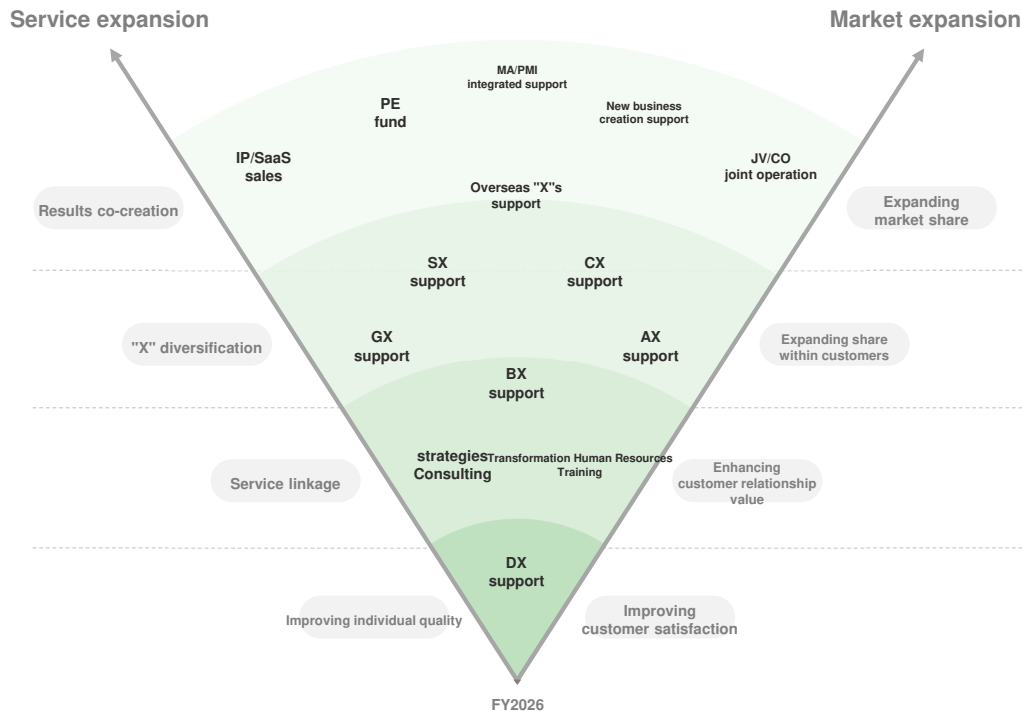 Service expansion
Market expansion
MA/PMI
integrated support
PE
fund
New business
creation support
IP/SaaS
sales
JV/CO
joint operation
Overseas "X"s
support
Results co-creation
Expanding
market share
SX
support
CX
support
GX
support
AX
support
"X" diversification
Expanding share
within customers
BX
support
strategies
Consulting
Transformation Human Resources
Training
Service linkage
Enhancing
customer relationship
value
DX
support
Improving individual quality
Improving
customer satisfaction
FY2026